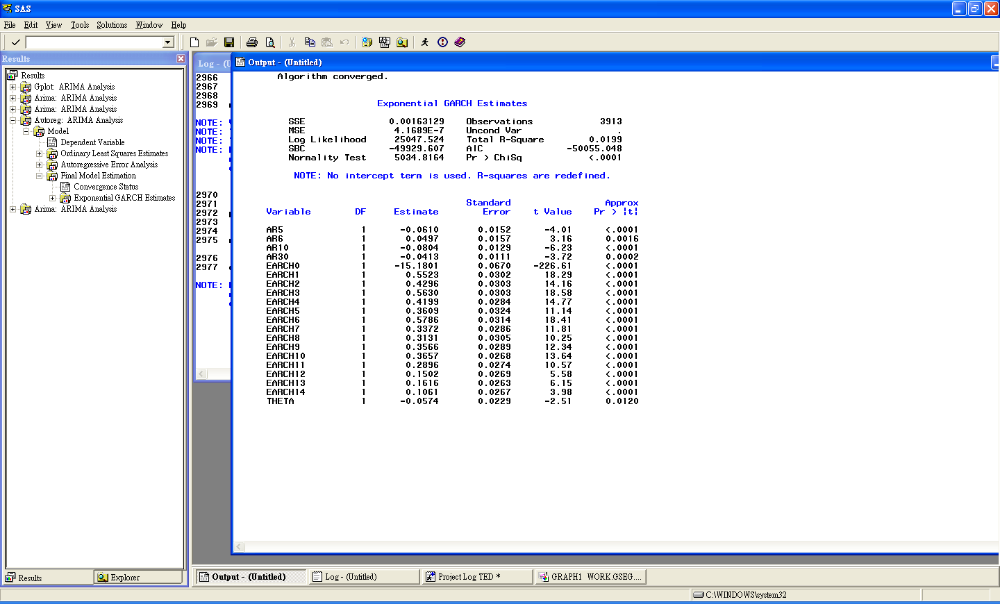 SAS
File Edit View Tools Solutions Window Help
Results
Results
Gplot: ARIMA Analysis
Arima: ARIMA Analysis
Arima: ARIMA Analysis
Autoreg: ARIMA Analysis
Model
Dependent Variable
Ordinary Least Squares Estimates
Autoregressive Error Analysis
Final Model Estimation
Convergence Status
Exponential GARCH Estimates
Arima: ARIMA Analysis
Results Explorer
Log - (U
2966
2967
2968
2969
NOTE:
NOTE:
NOTE:
NOTE:
2970
2971
2972
2973
2974
2975
2976
2977
NOTE:
Output - (Untitled)
Algorithm converged.
Exponential GARCH Estimates
SSE 0.00163129 Observations 3913
MSE 4.1689E-7 Uncond Var .
Log Likelihood 25047.524 Total R-Square 0.0199
SBC -49929.607 AIC -50055.048
Normality Test 5034.8164 Pr > ChiSq <.0001
NOTE: No intercept term is used. R-squares are redefined.
Standard Approx
Variable DF Estimate Error t Value Pr > |t|
AR5 1 -0.0610 0.0152 -4.01 <.0001
AR6 1 0.0497 0.0157 3.16 0.0016
AR10 1 -0.0804 0.0129 -6.23 <.0001
AR30 1 -0.0413 0.0111 -3.72 0.0002
EARCH0 1 -15.1801 0.0670 -226.61 <.0001
EARCH1 1 0.5523 0.0302 18.29 <.0001
EARCH2 1 0.4296 0.0303 14.16 <.0001
EARCH3 1 0.5630 0.0303 18.58 <.0001
EARCH4 1 0.4199 0.0284 14.77 <.0001
EARCH5 1 0.3609 0.0324 11.14 <.0001
EARCH6 1 0.5786 0.0314 18.41 <.0001
EARCH7 1 0.3372 0.0286 11.81 <.0001
EARCH8 1 0.3131 0.0305 10.25 <.0001
EARCH9 1 0.3566 0.0289 12.34 <.0001
EARCH10 1 0.3657 0.0268 13.64 <.0001
EARCH11 1 0.2896 0.0274 10.57 <.0001
EARCH12 1 0.1502 0.0269 5.58 <.0001
EARCH13 1 0.1616 0.0263 6.15 <.0001
EARCH14 1 0.1061 0.0267 3.98 <.0001
THETA 1 -0.0574 0.0229 -2.51 0.0120
Output - (Untitled) Log - (Untitled) Project Log TED * GRAPH1 WORK.GSEG....
C:\WINDOWS\system32